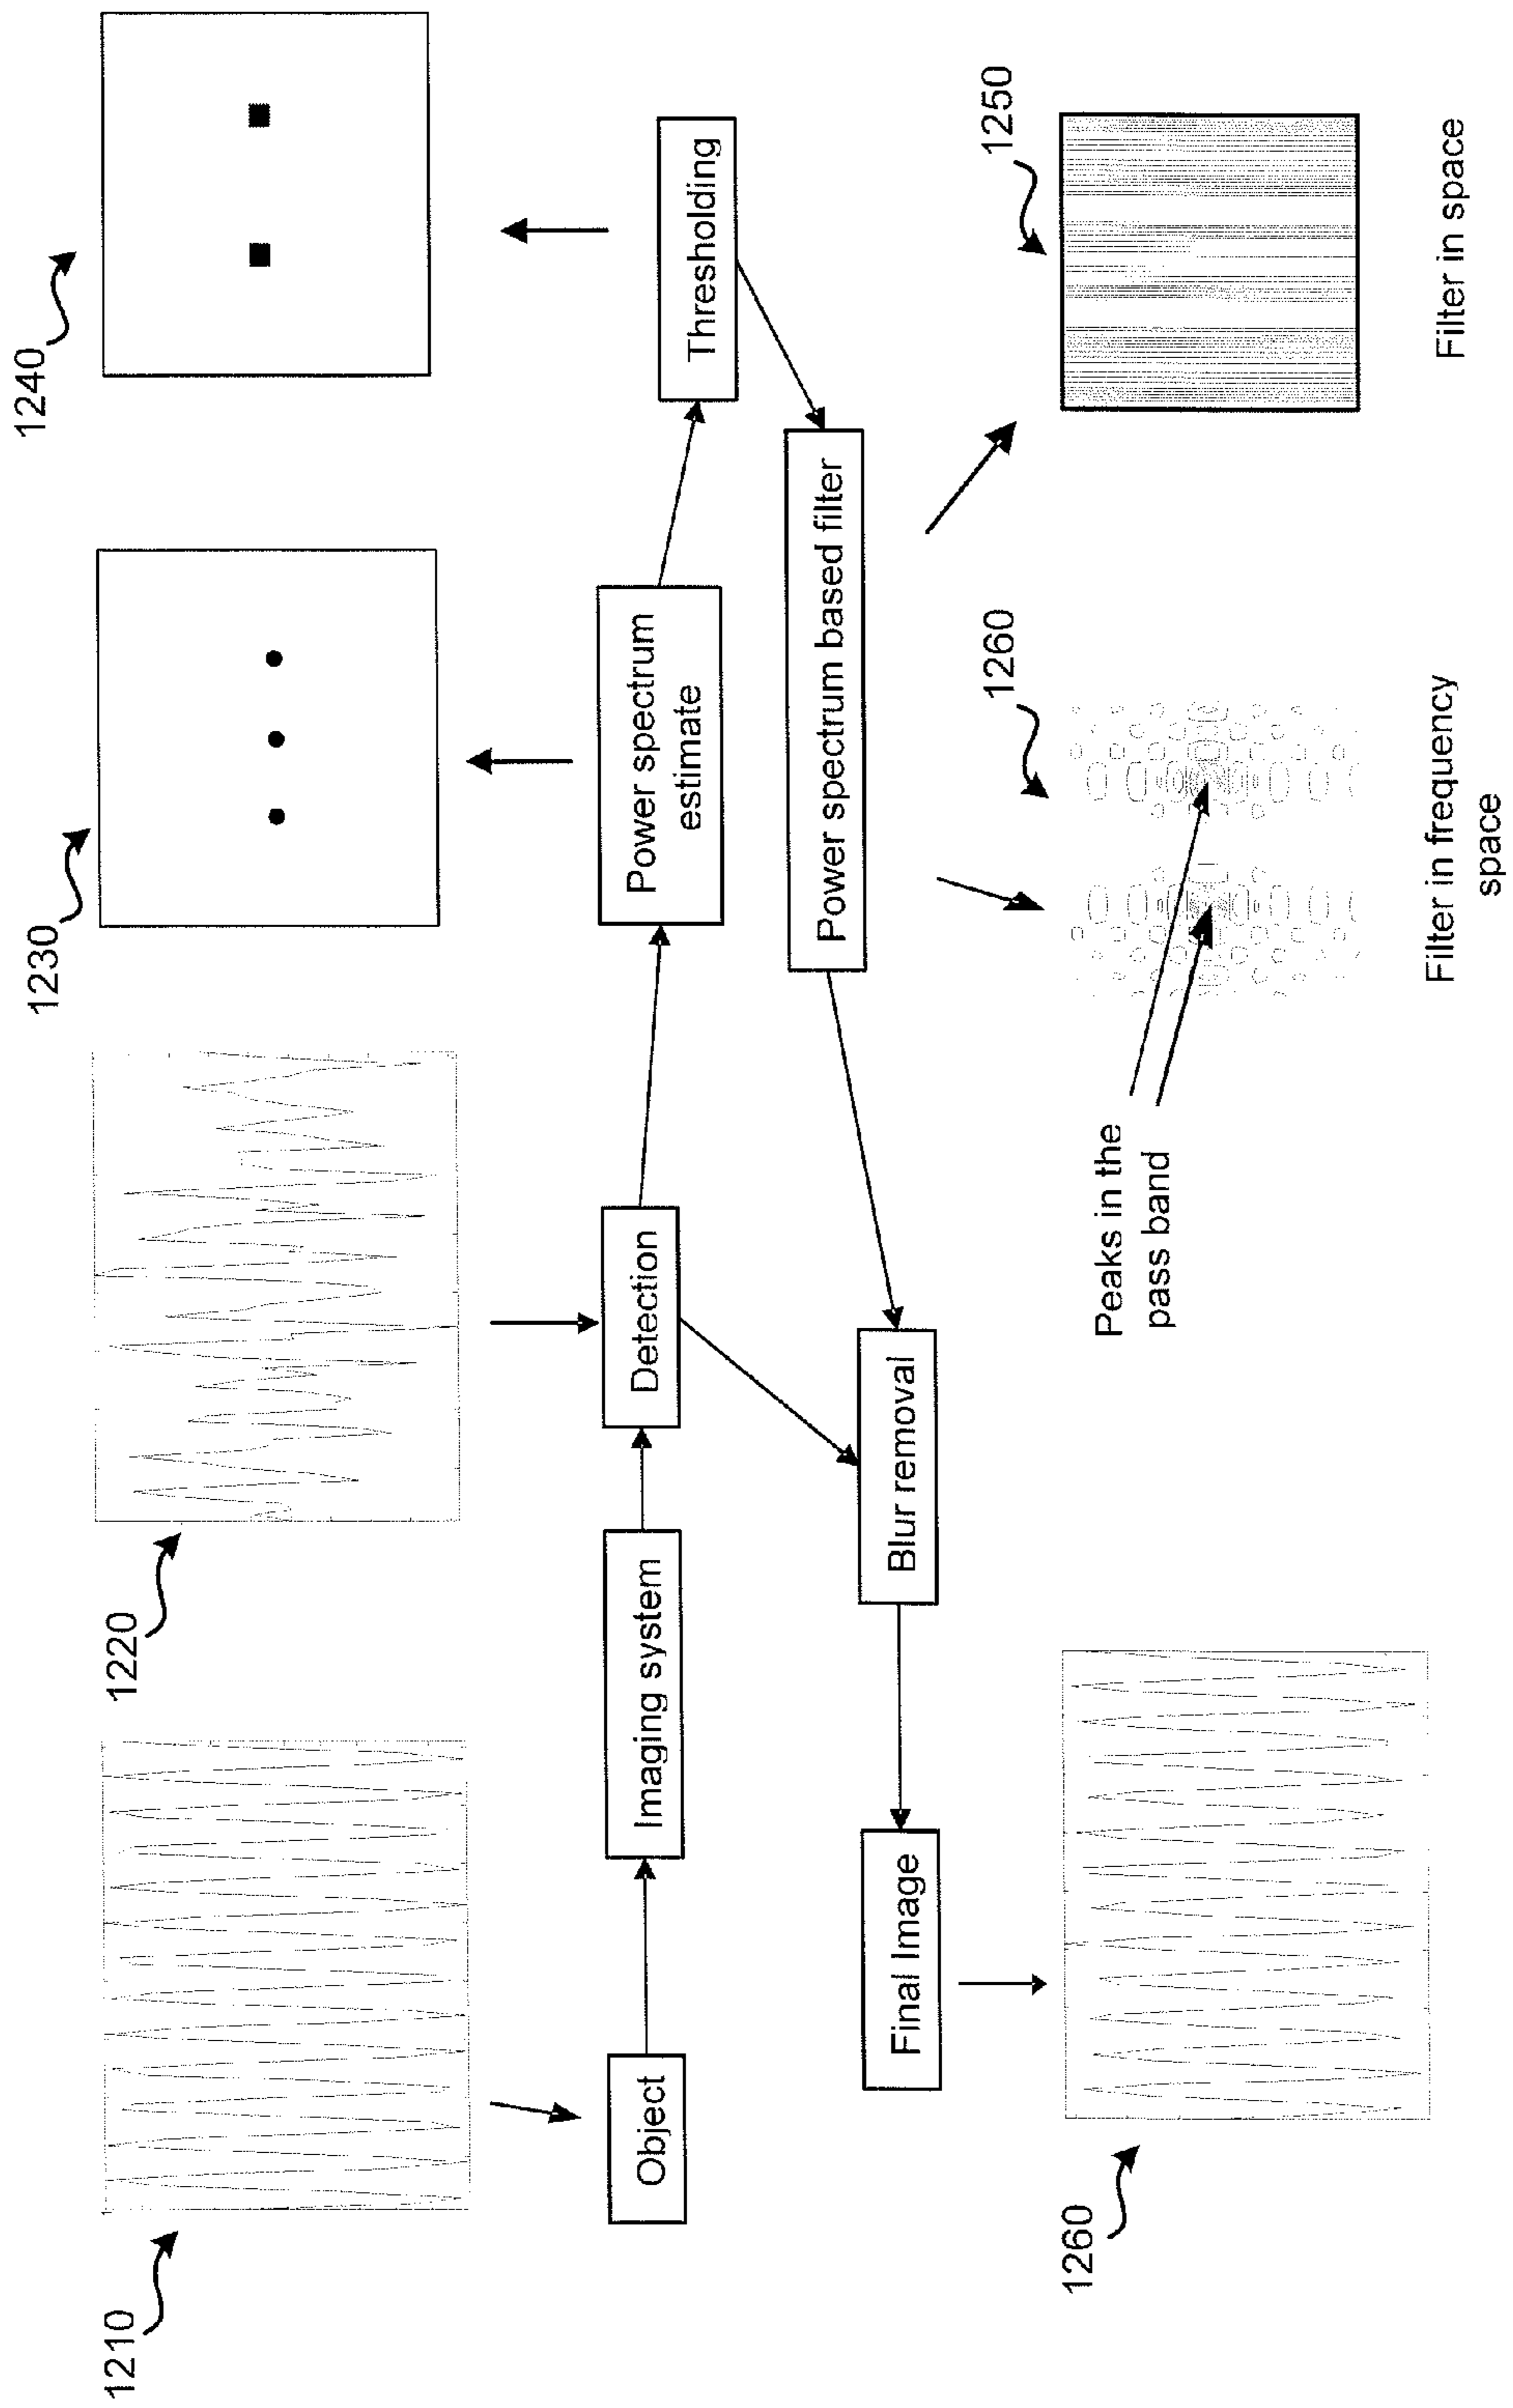 1210
1220
1230
1240
Object
Imaging system
Detection
Power spectrum
estimate
Thresholding
Final Image
Blur removal
Power spectrum based filter
1260
Peaks in the
pass band
1260
1250
Filter in frequency
space
Filter in space